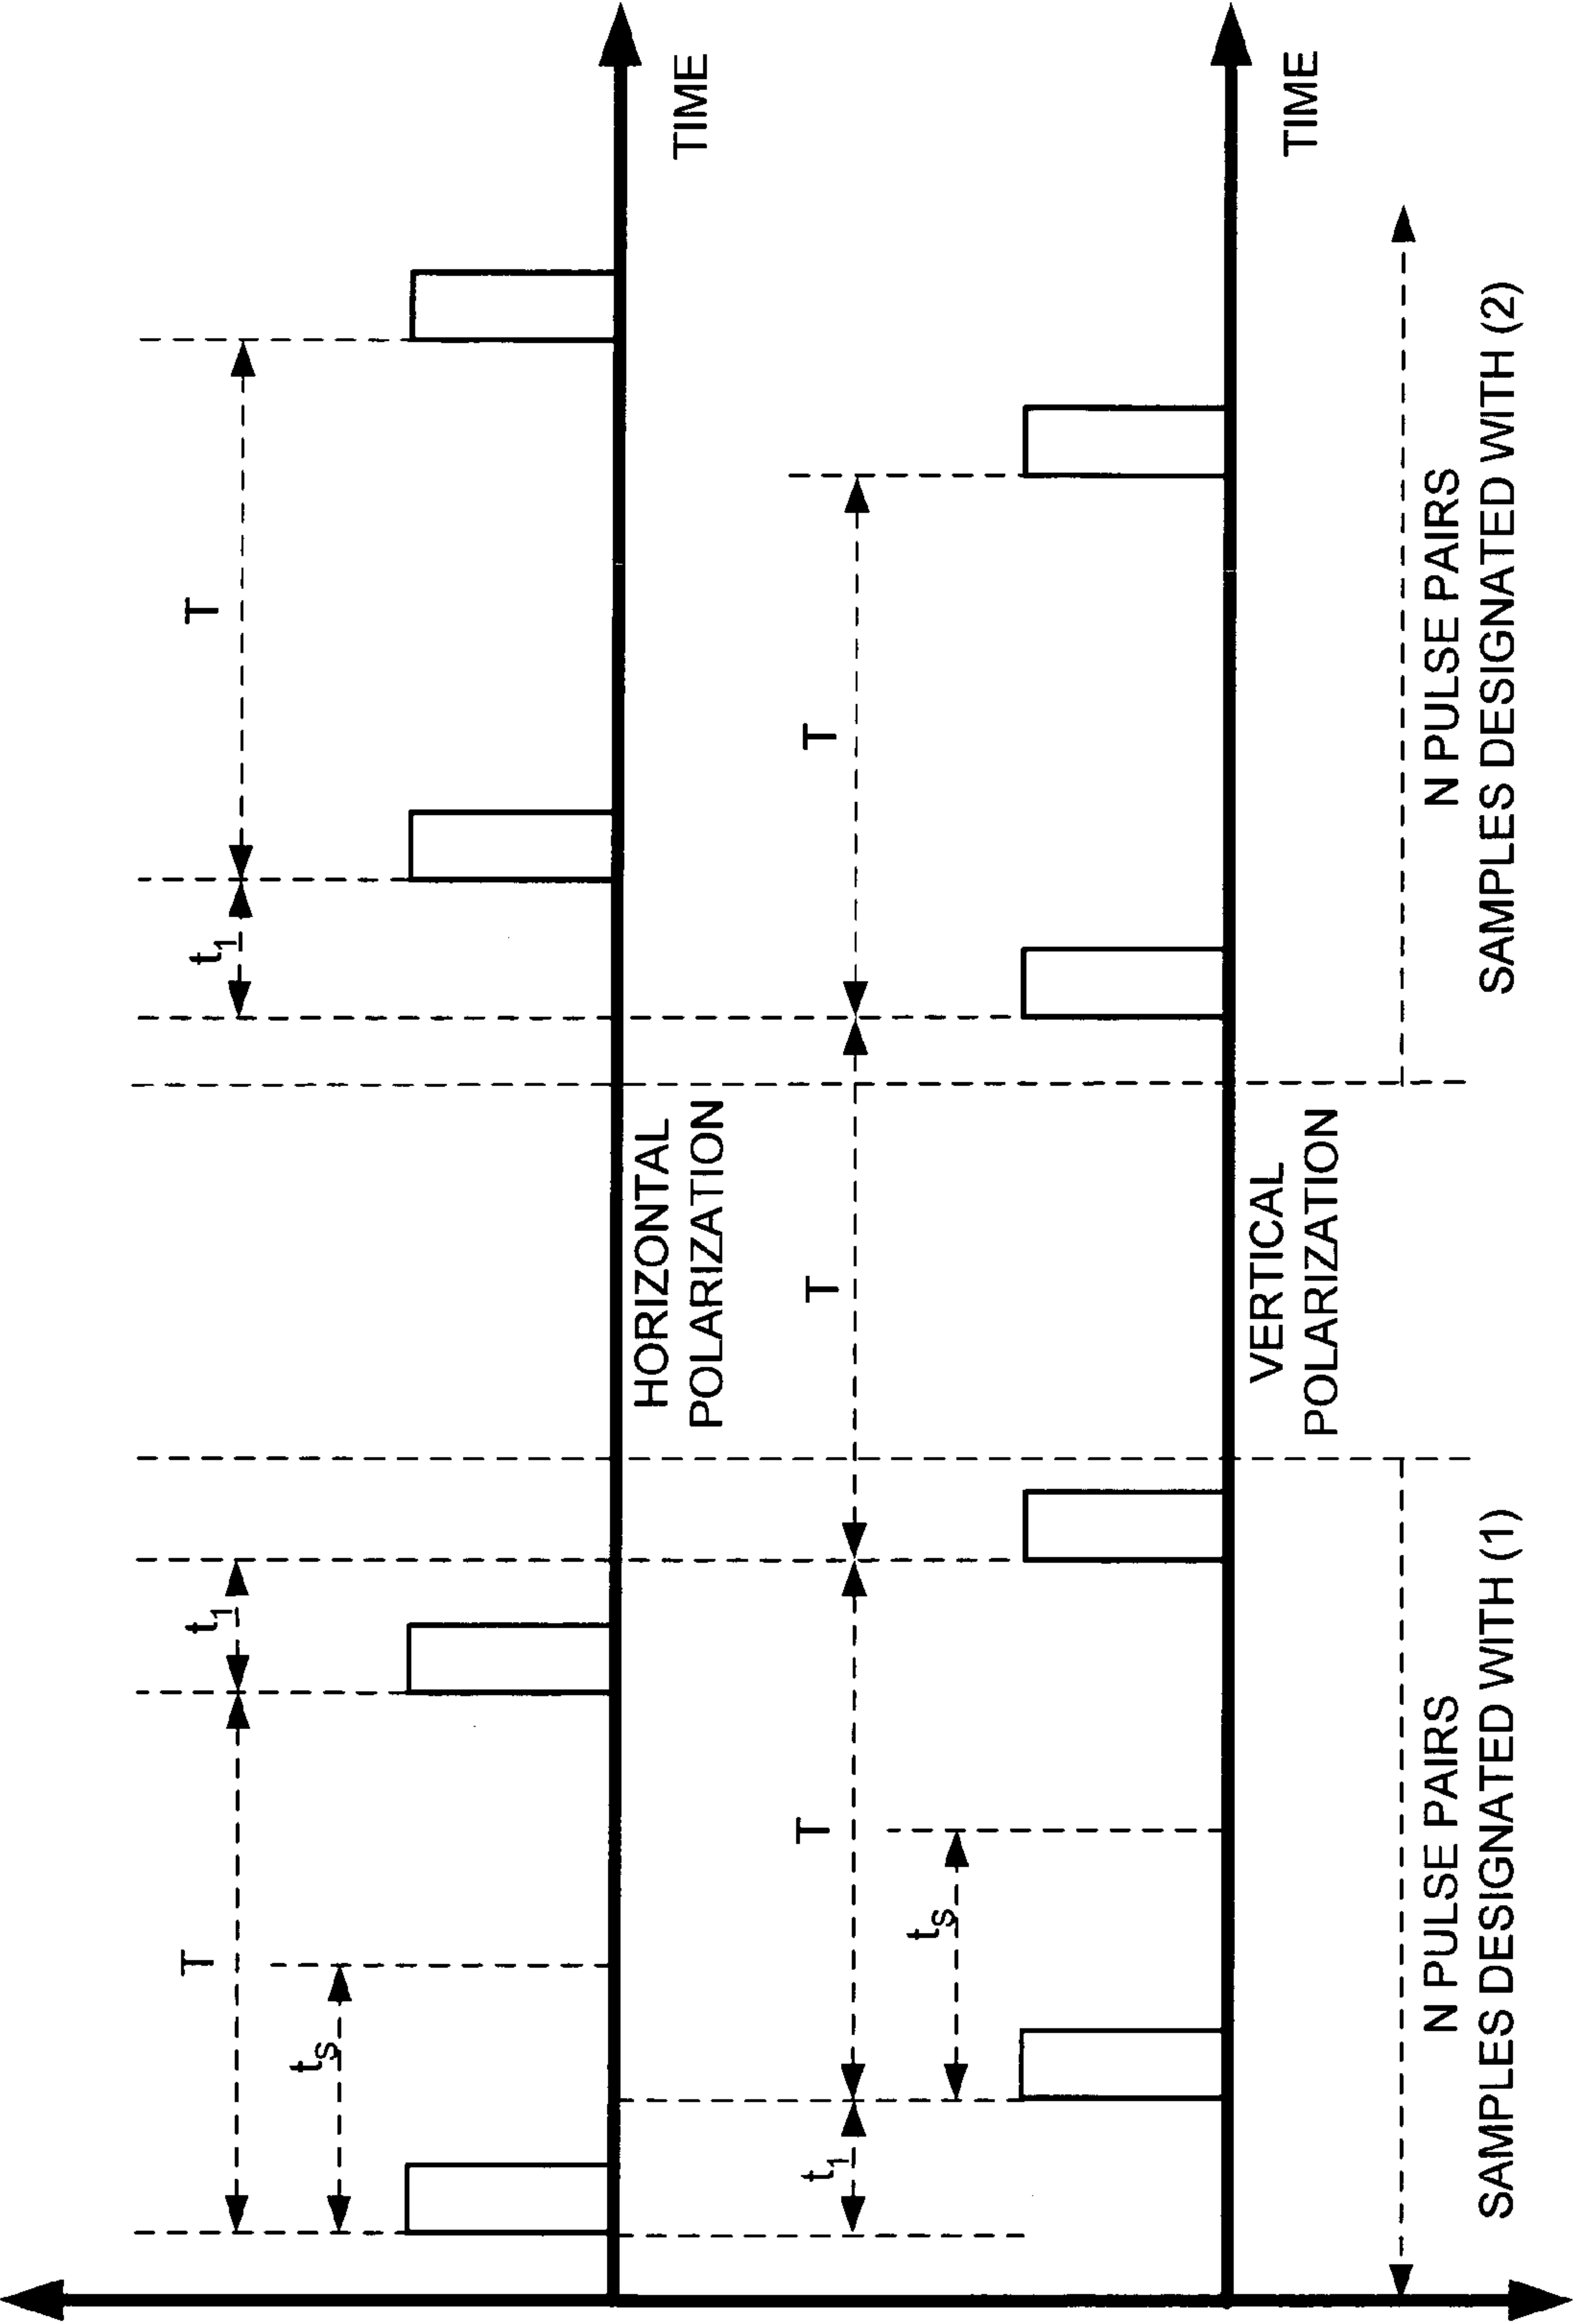 T
t1
t1
T
ts
TIME
HORIZONTAL
POLARIZATION
T
T
T
t1
ts
TIME
VERTICAL
POLARIZATION
N PULSE PAIRS
SAMPLES DESIGNATED WITH (1)
N PULSE PAIRS
SAMPLES DESIGNATED WITH (2)